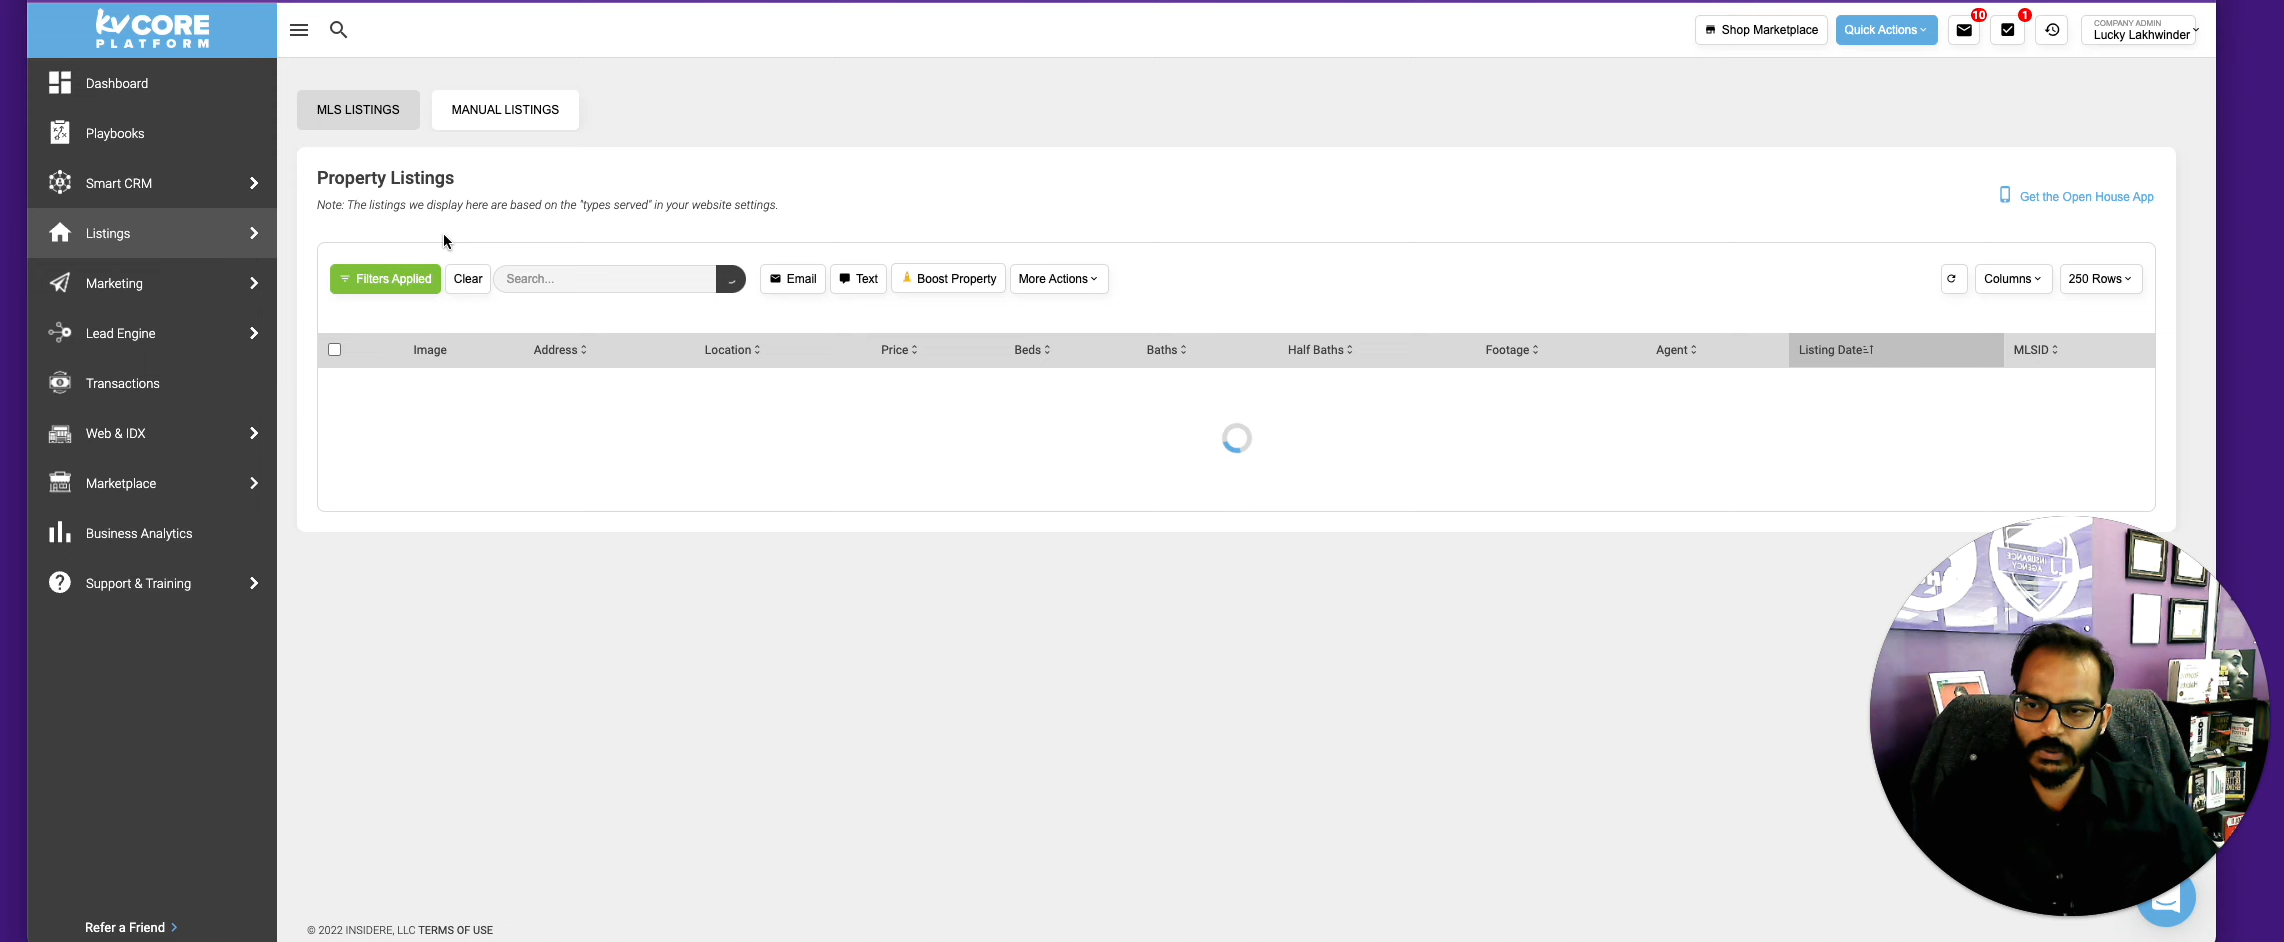 kvCORE
PLATFORM
Shop Marketplace
Quick Actions
10
1
COMPANY ADMIN
Lucky Lakhwinder
Dashboard
Playbooks
Smart CRM
Listings
Marketing
Lead Engine
Transactions
Web & IDX
Marketplace
Business Analytics
Support & Training
Refer a Friend
MLS LISTINGS
MANUAL LISTINGS
Property Listings
Note: The listings we display here are based on the "types served" in your website settings.
Get the Open House App
Filters Applied
Clear
Search...
Email
Text
Boost Property
More Actions
Columns
250 Rows
Image
Address
Location
Price
Beds
Baths
Half Baths
Footage
Agent
Listing Date
MLSID
INSURANCE
AGENCY
© 2022 INSIDERE, LLC TERMS OF USE